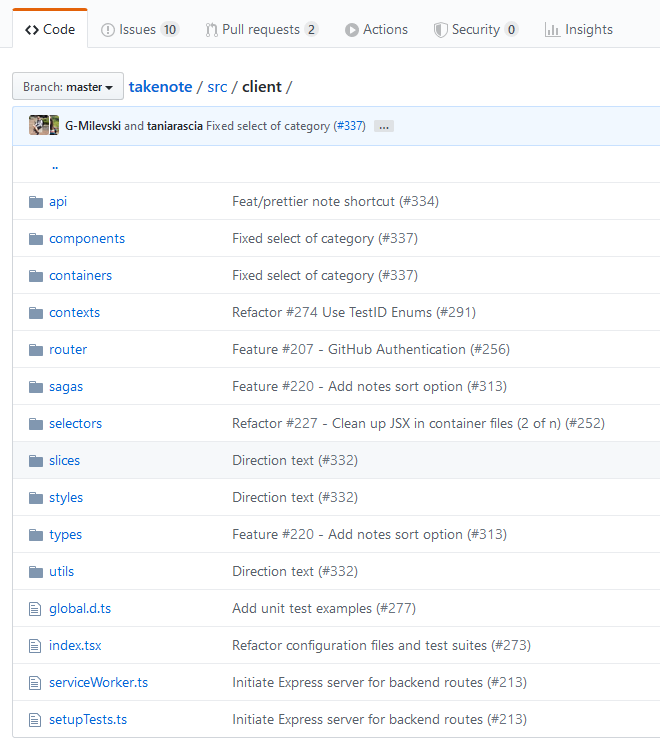 Code Issues 10 Pull requests 2 Actions Security 0 Insights
Branch: master takenote / src / client /
G-Milevski and taniarascia Fixed select of category (#337) ...
..
api Feat/prettier note shortcut (#334)
components Fixed select of category (#337)
containers Fixed select of category (#337)
contexts Refactor #274 Use TestID Enums (#291)
router Feature #207 - GitHub Authentication (#256)
sagas Feature #220 - Add notes sort option (#313)
selectors Refactor #227 - Clean up JSX in container files (2 of n) (#252)
slices Direction text (#332)
styles Direction text (#332)
types Feature #220 - Add notes sort option (#313)
utils Direction text (#332)
global.d.ts Add unit test examples (#277)
index.tsx Refactor configuration files and test suites (#273)
serviceWorker.ts Initiate Express server for backend routes (#213)
setupTests.ts Initiate Express server for backend routes (#213)